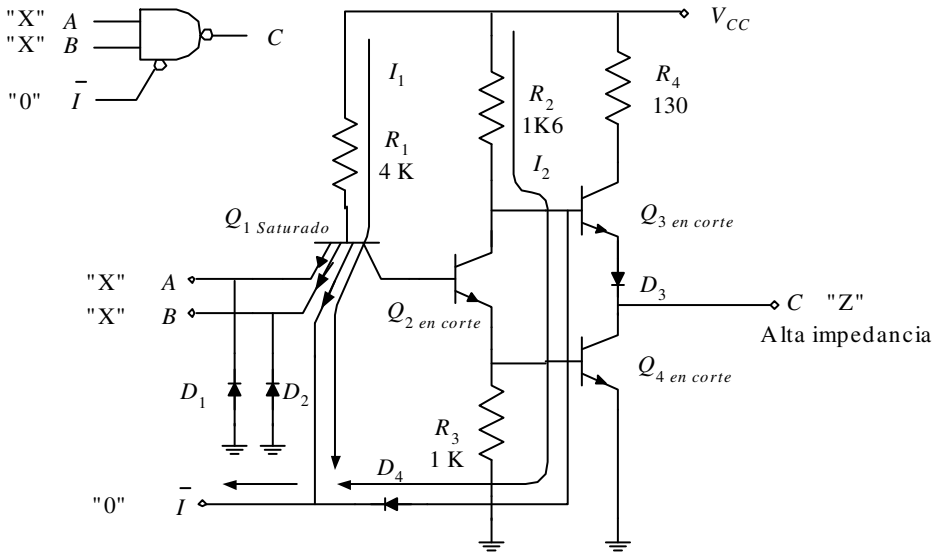 "X" A
"X" B
C
"0" I̅
V_CC
I_1
R_1
4 K
R_2
1K6
I_2
R_4
130
Q_1 Saturado
Q_3 en corte
"X" A
"X" B
Q_2 en corte
D_3
C "Z"
Alta impedancia
Q_4 en corte
D_1
D_2
R_3
1 K
D_4
"0" I̅